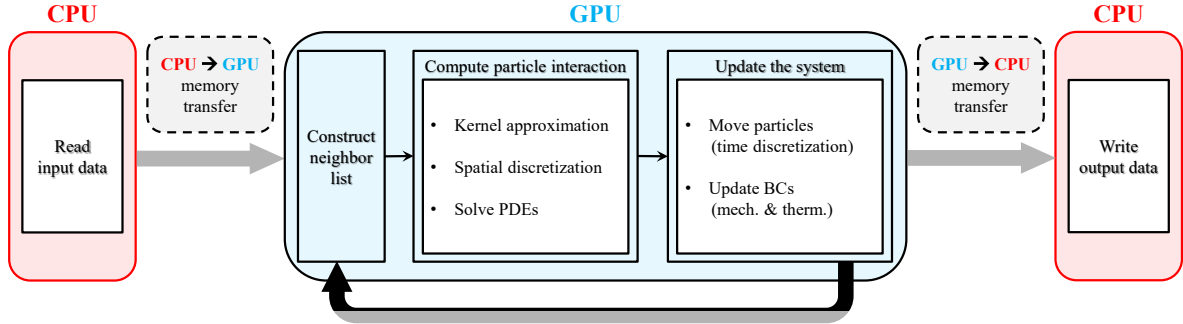 CPU
Read
input data
CPU → GPU
memory
transfer
GPU
Construct
neighbor
list
Compute particle interaction
• Kernel approximation
• Spatial discretization
• Solve PDEs
Update the system
• Move particles
(time discretization)
• Update BCs
(mech. & therm.)
GPU → CPU
memory
transfer
CPU
Write
output data